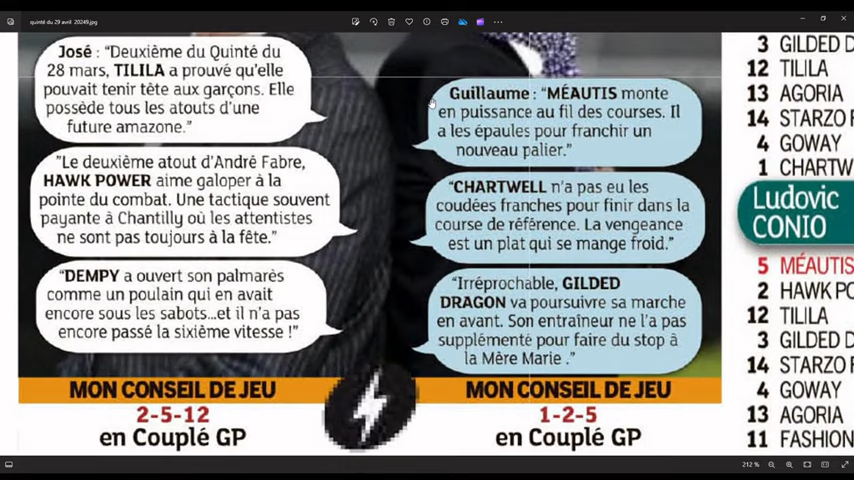 quinté du 29 avril 20249.jpg
José : “Deuxième du Quinté du
28 mars, TILILA a prouvé qu'elle
pouvait tenir tête aux garçons. Elle
possède tous les atouts d'une
future amazone.”
“Le deuxième atout d'André Fabre,
HAWK POWER aime galoper à la
pointe du combat. Une tactique souvent
payante à Chantilly où les attentistes
ne sont pas toujours à la fête.”
“DEMPY a ouvert son palmarès
comme un poulain qui en avait
encore sous les sabots...et il n'a pas
encore passé la sixième vitesse !”
MON CONSEIL DE JEU
2-5-12
en Couplé GP
Guillaume : “MÉAUTIS monte
en puissance au fil des courses. Il
a les épaules pour franchir un
nouveau palier.”
“CHARTWELL n'a pas eu les
coudées franches pour finir dans la
course de référence. La vengeance
est un plat qui se mange froid.”
“Irréprochable, GILDED
DRAGON va poursuivre sa marche
en avant. Son entraîneur ne l'a pas
supplémenté pour faire du stop à
la Mère Marie .”
MON CONSEIL DE JEU
1-2-5
en Couplé GP
3 GILDED D
12 TILILA
13 AGORIA
14 STARZO F
4 GOWAY
1 CHARTW
Ludovic
CONIO
5 MÉAUTIS
2 HAWK PO
12 TILILA
3 GILDED D
14 STARZO F
4 GOWAY
13 AGORIA
11 FASHION
212 %